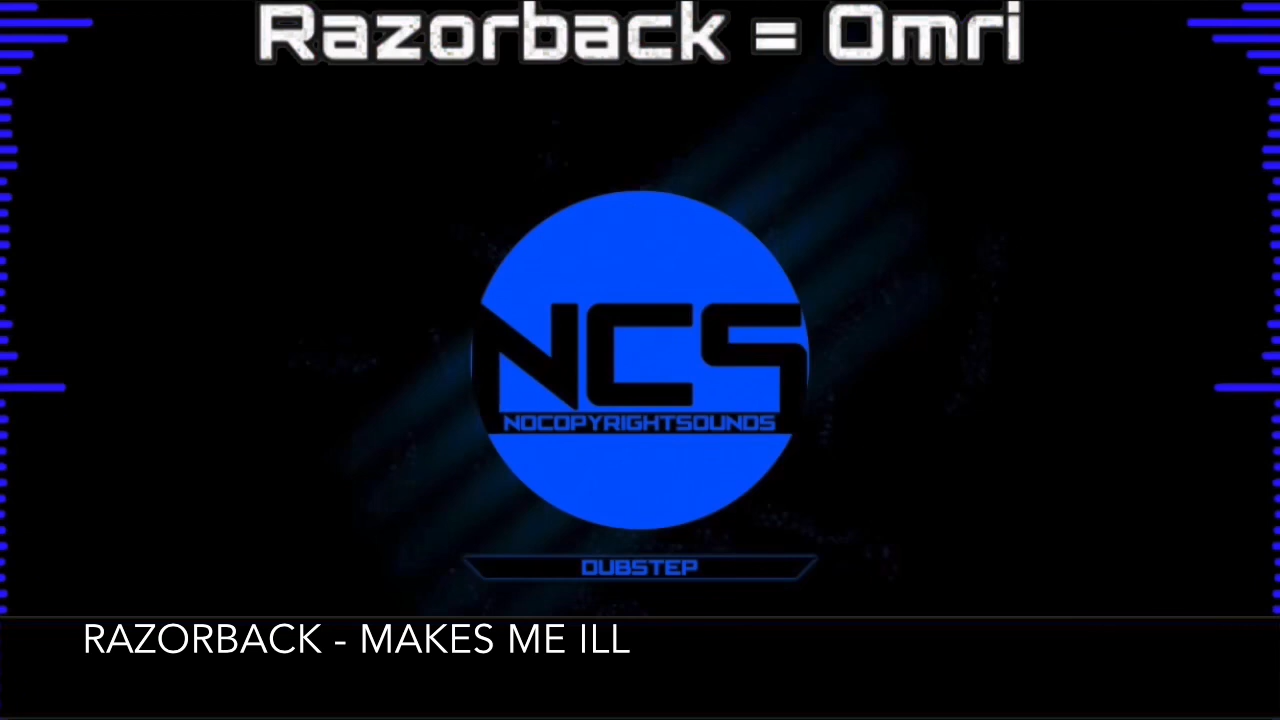 Razorback = Omri
NCS
NOCOPYRIGHTSOUNDS
DUBSTEP
RAZORBACK - MAKES ME ILL